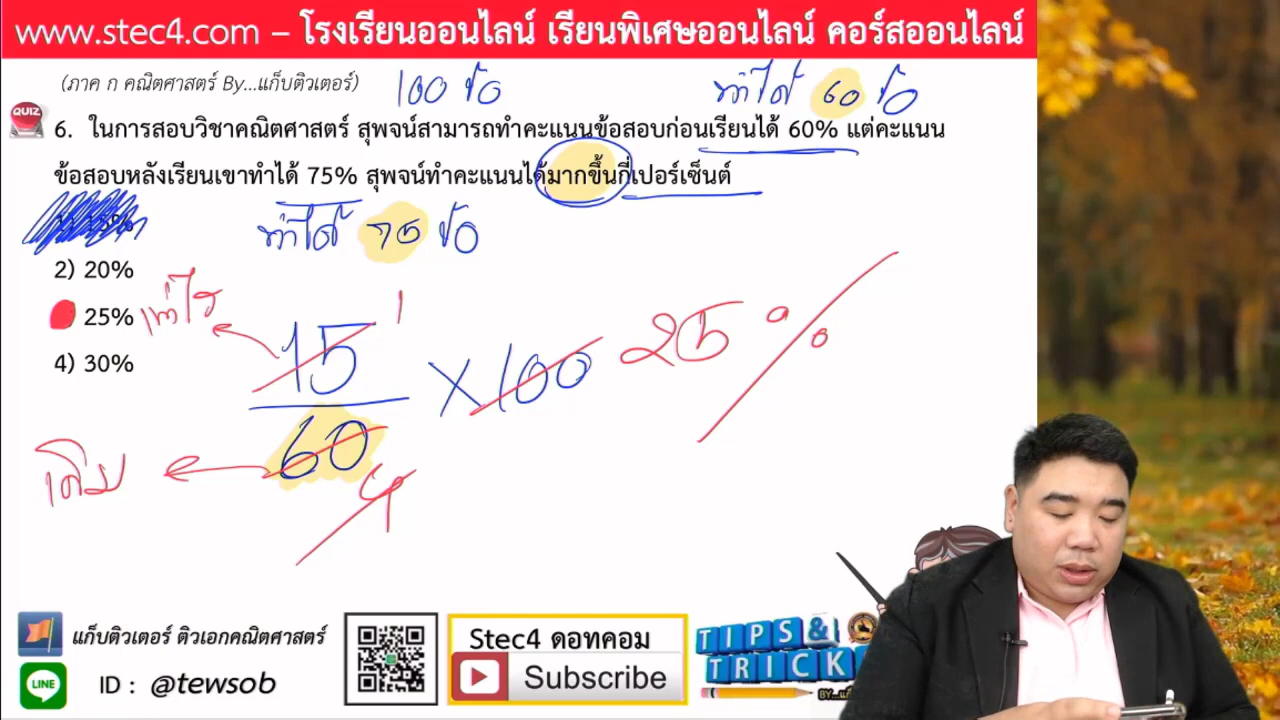 www.stec4.com – โรงเรียนออนไลน์ เรียนพิเศษออนไลน์ คอร์สออนไลน์
(ภาค ก คณิตศาสตร์ By...แก็บติวเตอร์) 100 ข้อ ทำได้ 60 ข้อ
QUIZ
6. ในการสอบวิชาคณิตศาสตร์ สุพจน์สามารถทำคะแนนข้อสอบก่อนเรียนได้ 60% แต่คะแนน
ข้อสอบหลังเรียนเขาทำได้ 75% สุพจน์ทำคะแนนได้มากขึ้นกี่เปอร์เซ็นต์
ทำได้ 75 ข้อ
2) 20%
25% กำไร
4) 30%
15 1
× 100 25 %
60 4
เดิม
แก็บติวเตอร์ ติวเอกคณิตศาสตร์
LINE ID : @tewsob
Stec4 ดอทคอม
Subscribe
TIPS &
TRICK